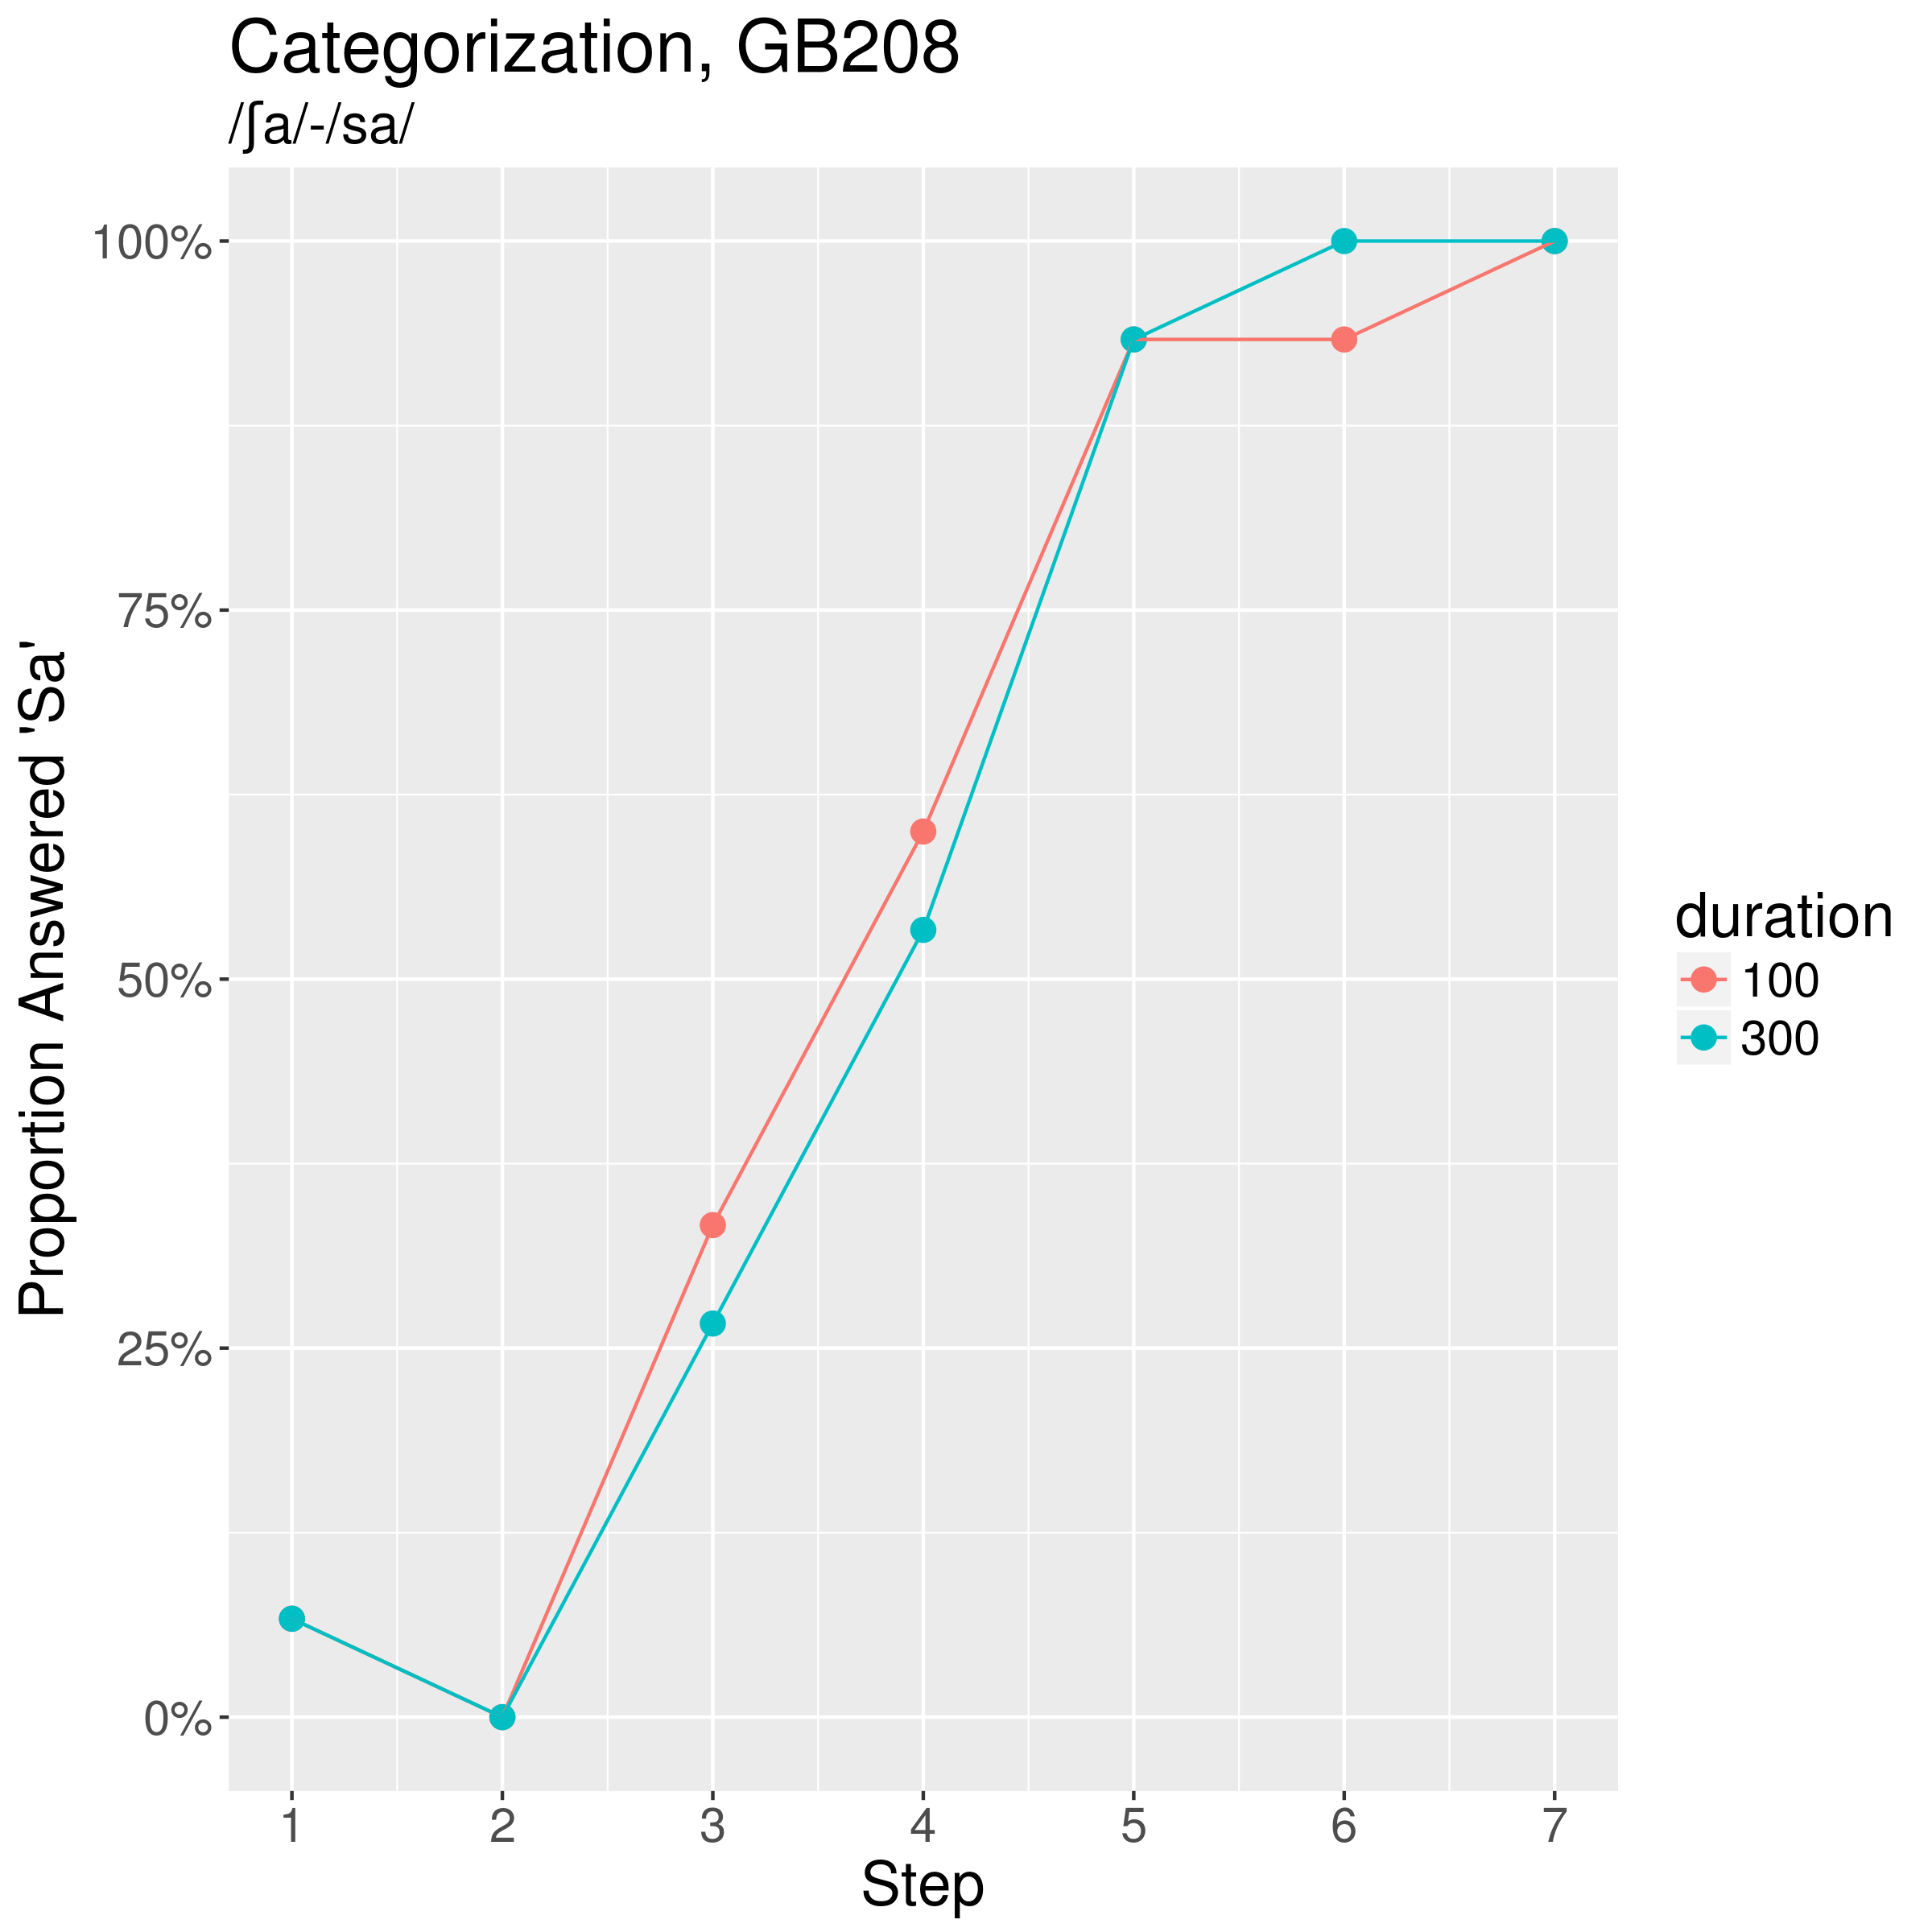 Categorization, GB208
/ʃa/-/sa/
Proportion Answered 'Sa'
100%
75%
50%
25%
0%
1 2 3 4 5 6 7
Step
duration
100
300